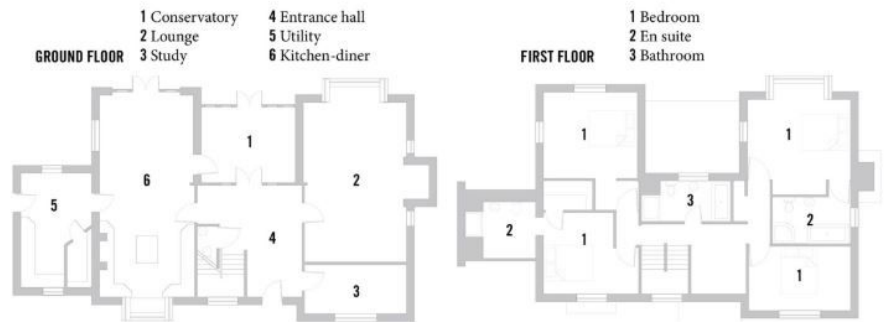 GROUND FLOOR
1 Conservatory
2 Lounge
3 Study
4 Entrance hall
5 Utility
6 Kitchen-diner
FIRST FLOOR
1 Bedroom
2 En suite
3 Bathroom
5
6
1
4
2
3
1
2
1
3
1
2
1